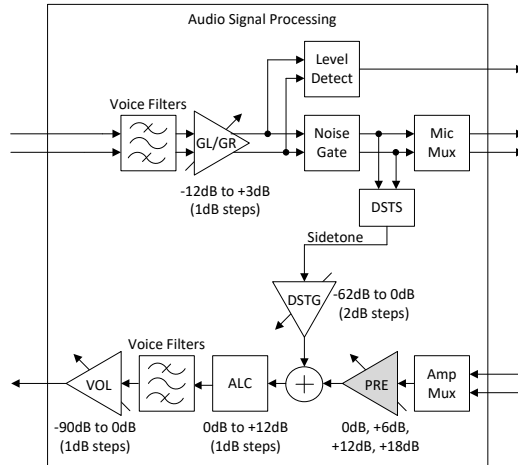 Audio Signal Processing
Level
Detect
Voice Filters
GL/GR
Noise
Gate
Mic
Mux
-12dB to +3dB
(1dB steps)
DSTS
Sidetone
DSTG
-62dB to 0dB
(2dB steps)
Voice Filters
VOL
ALC
PRE
Amp
Mux
-90dB to 0dB
(1dB steps)
0dB to +12dB
(1dB steps)
0dB, +6dB,
+12dB, +18dB